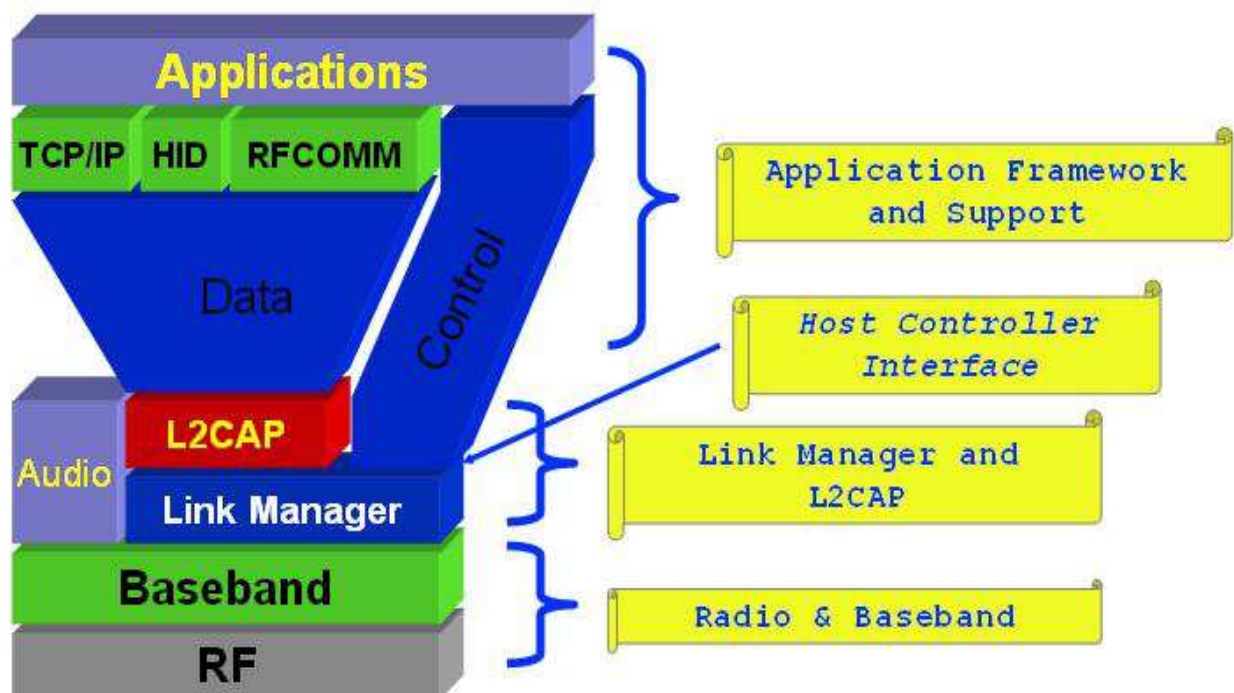 Applications
TCP/IP HID RFCOMM
Data
Control
Audio
L2CAP
Link Manager
Baseband
RF
Application Framework
and Support
Host Controller
Interface
Link Manager and
L2CAP
Radio & Baseband